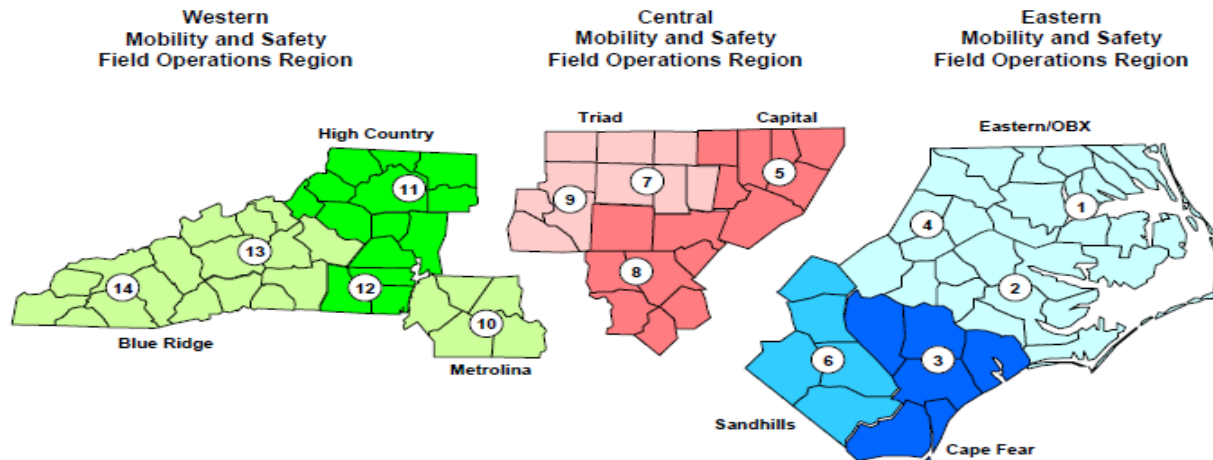 Western
Mobility and Safety
Field Operations Region
Central
Mobility and Safety
Field Operations Region
Eastern
Mobility and Safety
Field Operations Region
High Country
11
13
14
12
10
Blue Ridge
Metrolina
Triad
Capital
5
7
9
8
Eastern/OBX
1
4
2
3
6
Sandhills
Cape Fear